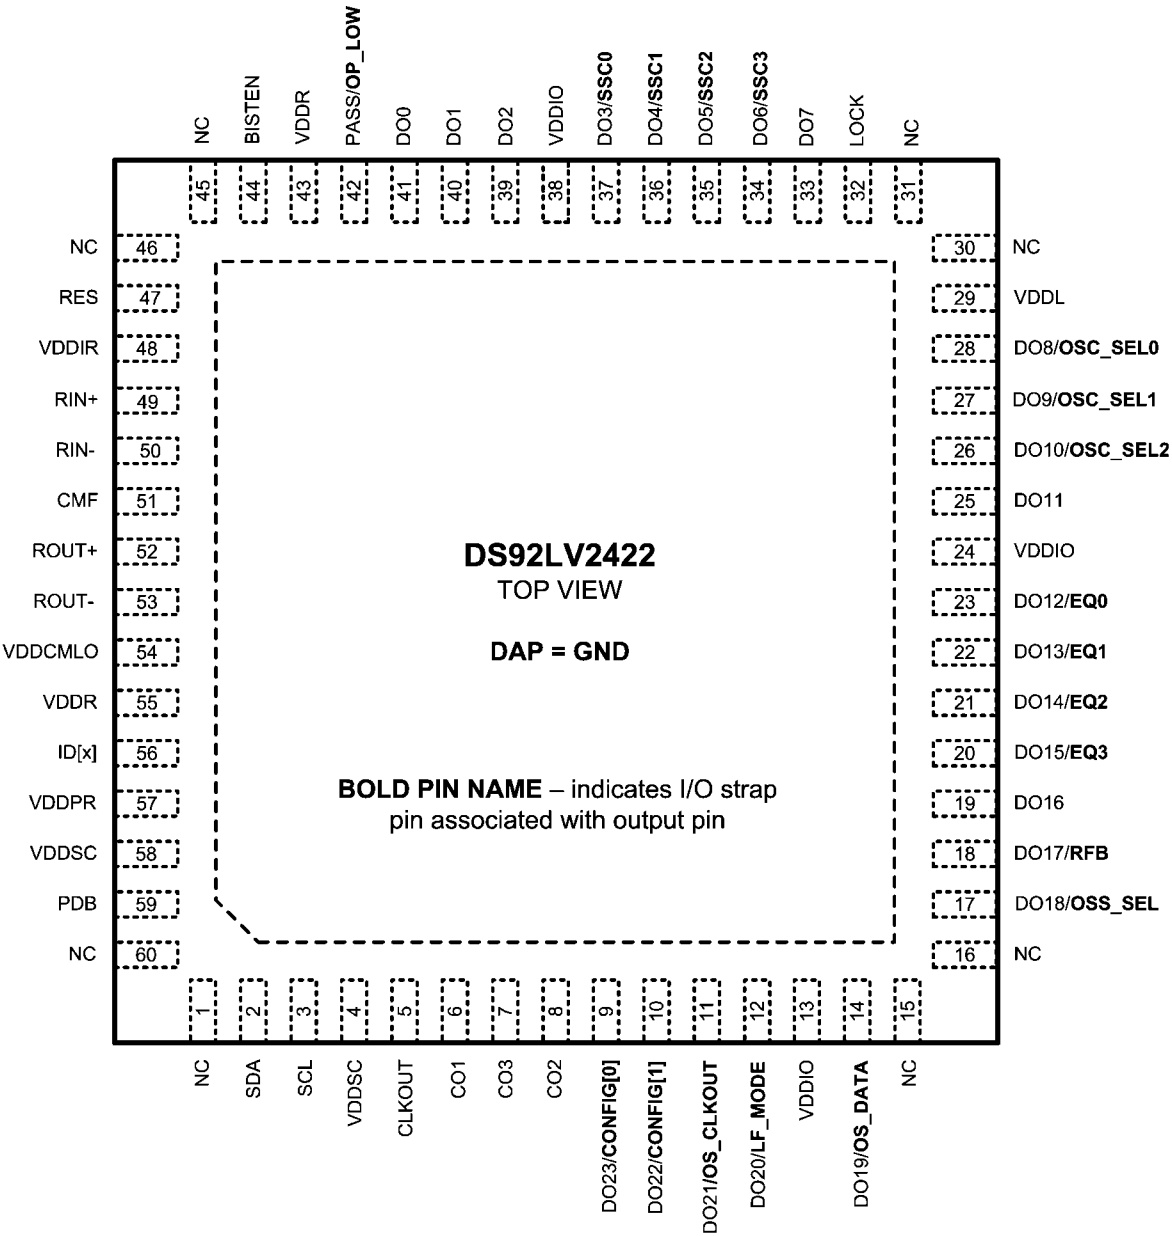 NC
BISTEN
VDDR
PASS/OP_LOW
DO0
DO1
DO2
VDDIO
DO3/SSC0
DO4/SSC1
DO5/SSC2
DO6/SSC3
DO7
LOCK
NC
45
44
43
42
41
40
39
38
37
36
35
34
33
32
31
NC 46
RES 47
VDDIR 48
RIN+ 49
RIN- 50
CMF 51
ROUT+ 52
ROUT- 53
VDDCMLO 54
VDDR 55
ID[x] 56
VDDPR 57
VDDSC 58
PDB 59
NC 60
DS92LV2422
TOP VIEW
DAP = GND
BOLD PIN NAME – indicates I/O strap
pin associated with output pin
30 NC
29 VDDL
28 DO8/OSC_SEL0
27 DO9/OSC_SEL1
26 DO10/OSC_SEL2
25 DO11
24 VDDIO
23 DO12/EQ0
22 DO13/EQ1
21 DO14/EQ2
20 DO15/EQ3
19 DO16
18 DO17/RFB
17 DO18/OSS_SEL
16 NC
1
2
3
4
5
6
7
8
9
10
11
12
13
14
15
NC
SDA
SCL
VDDSC
CLKOUT
CO1
CO3
CO2
DO23/CONFIG[0]
DO22/CONFIG[1]
DO21/OS_CLKOUT
DO20/LF_MODE
VDDIO
DO19/OS_DATA
NC